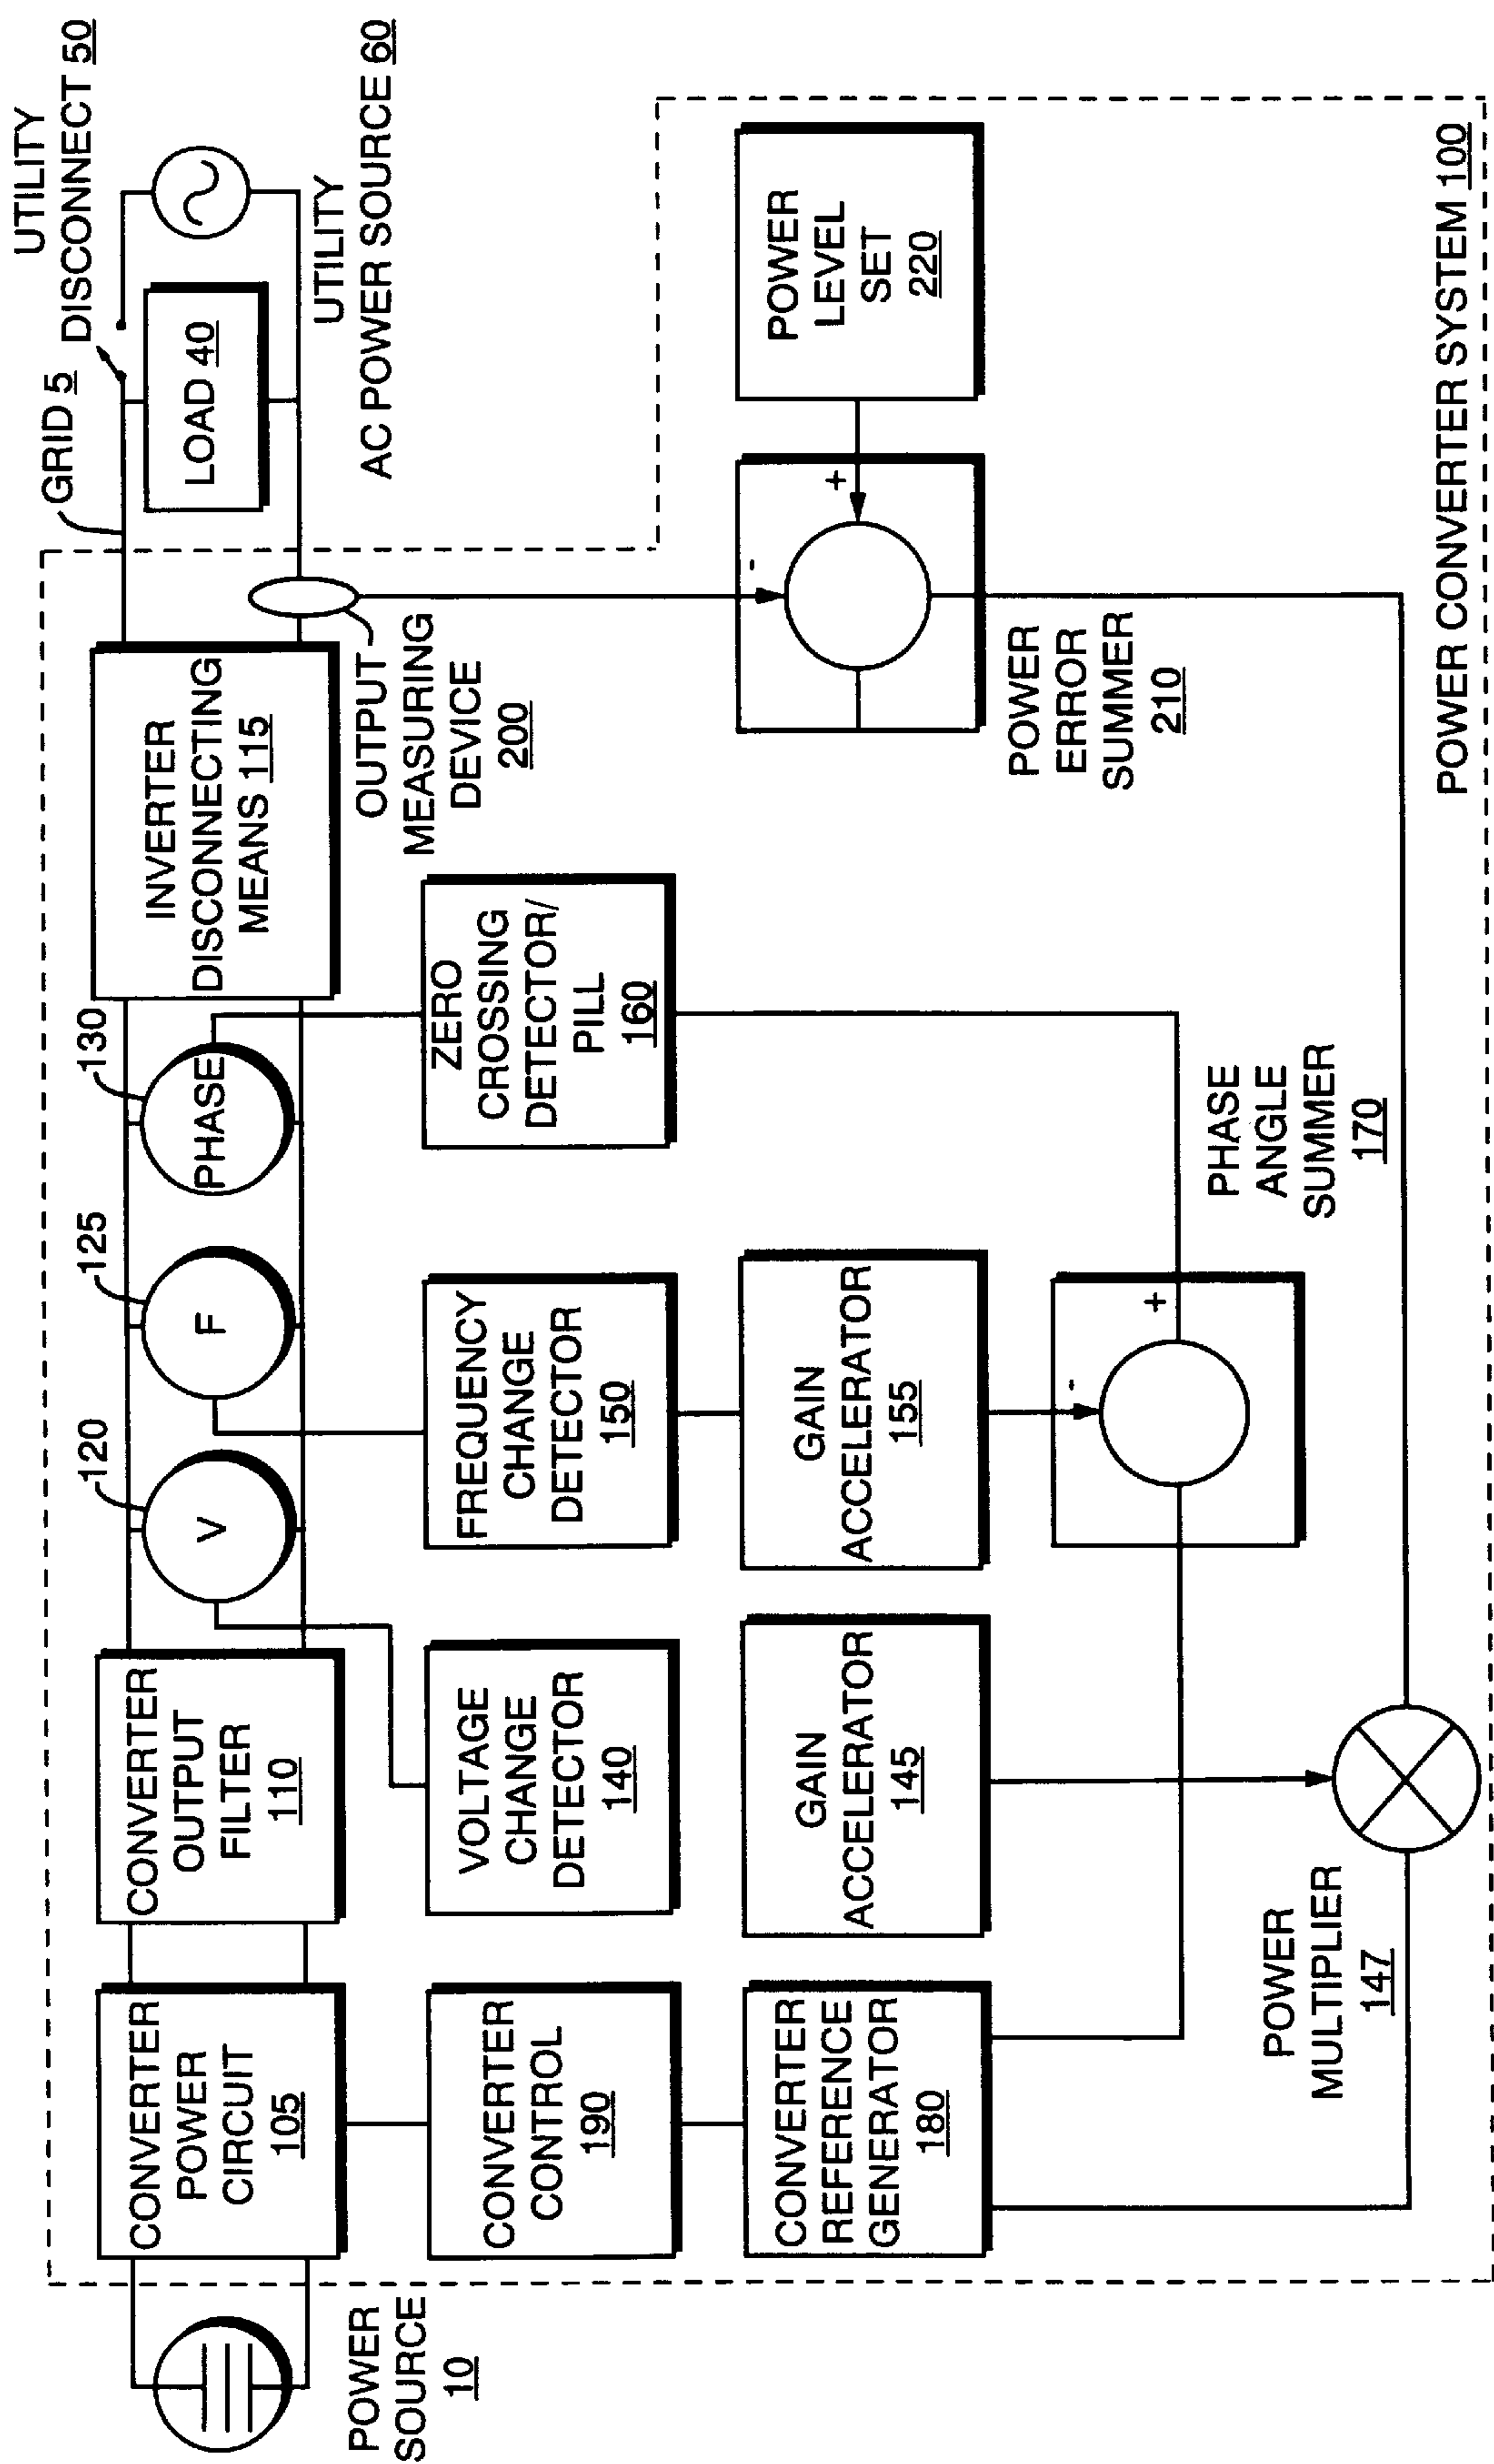 UTILITY
DISCONNECT 50
GRID 5
LOAD 40
UTILITY
AC POWER SOURCE 60
130
125
120
PHASE
F
V
INVERTER
DISCONNECTING
MEANS 115
CONVERTER
OUTPUT
FILTER
110
CONVERTER
POWER
CIRCUIT
105
POWER
SOURCE
10
OUTPUT
MEASURING
DEVICE
200
ZERO
CROSSING
DETECTOR/
PILL
160
FREQUENCY
CHANGE
DETECTOR
150
VOLTAGE
CHANGE
DETECTOR
140
CONVERTER
CONTROL
190
POWER
LEVEL
SET
220
+
-
POWER
ERROR
SUMMER
210
GAIN
ACCELERATOR
155
GAIN
ACCELERATOR
145
CONVERTER
REFERENCE
GENERATOR
180
+
-
PHASE
ANGLE
SUMMER
170
POWER
MULTIPLIER
147
POWER CONVERTER SYSTEM 100